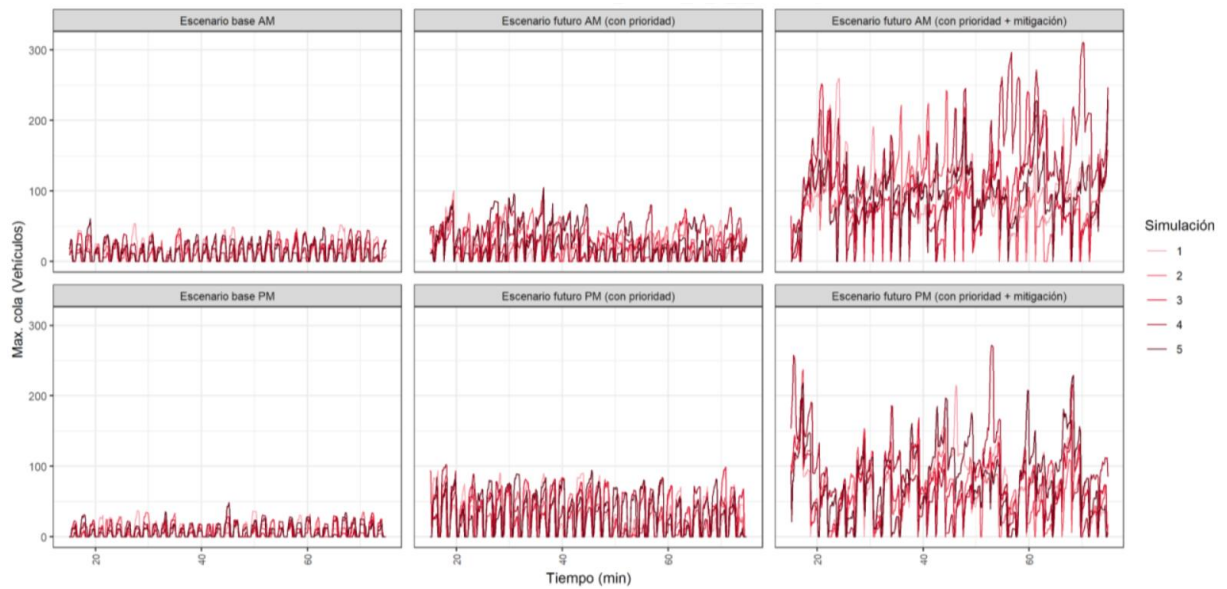 Escenario base AM
Escenario futuro AM (con prioridad)
Escenario futuro AM (con prioridad + mitigación)
300
200
100
0
Escenario base PM
Escenario futuro PM (con prioridad)
Escenario futuro PM (con prioridad + mitigación)
300
200
100
0
20
40
60
20
40
60
20
40
60
Max. cola (Vehículos)
Tiempo (min)
Simulación
1
2
3
4
5